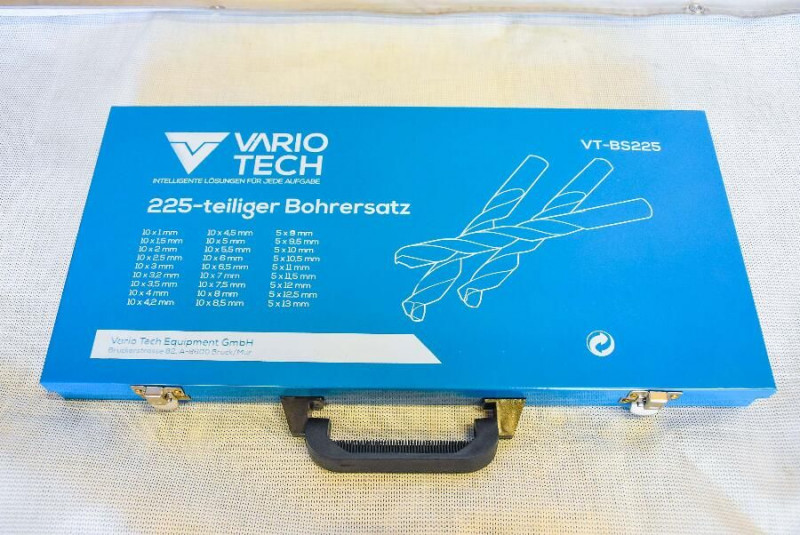 VARIO
TECH
INTELLIGENTE LÖSUNGEN FÜR JEDE AUFGABE
VT-BS225
225-teiliger Bohrersatz
10 x 1 mm
10 x 1,5 mm
10 x 2 mm
10 x 2,5 mm
10 x 3 mm
10 x 3,2 mm
10 x 3,5 mm
10 x 4 mm
10 x 4,2 mm
10 x 4,5 mm
10 x 5 mm
10 x 5,5 mm
10 x 6 mm
10 x 6,5 mm
10 x 7 mm
10 x 7,5 mm
10 x 8 mm
10 x 8,5 mm
5 x 9 mm
5 x 9,5 mm
5 x 10 mm
5 x 10,5 mm
5 x 11 mm
5 x 11,5 mm
5 x 12 mm
5 x 12,5 mm
5 x 13 mm
Vario Tech Equipment GmbH
Bruckerstrasse 92, A-8600 Bruck/Mur